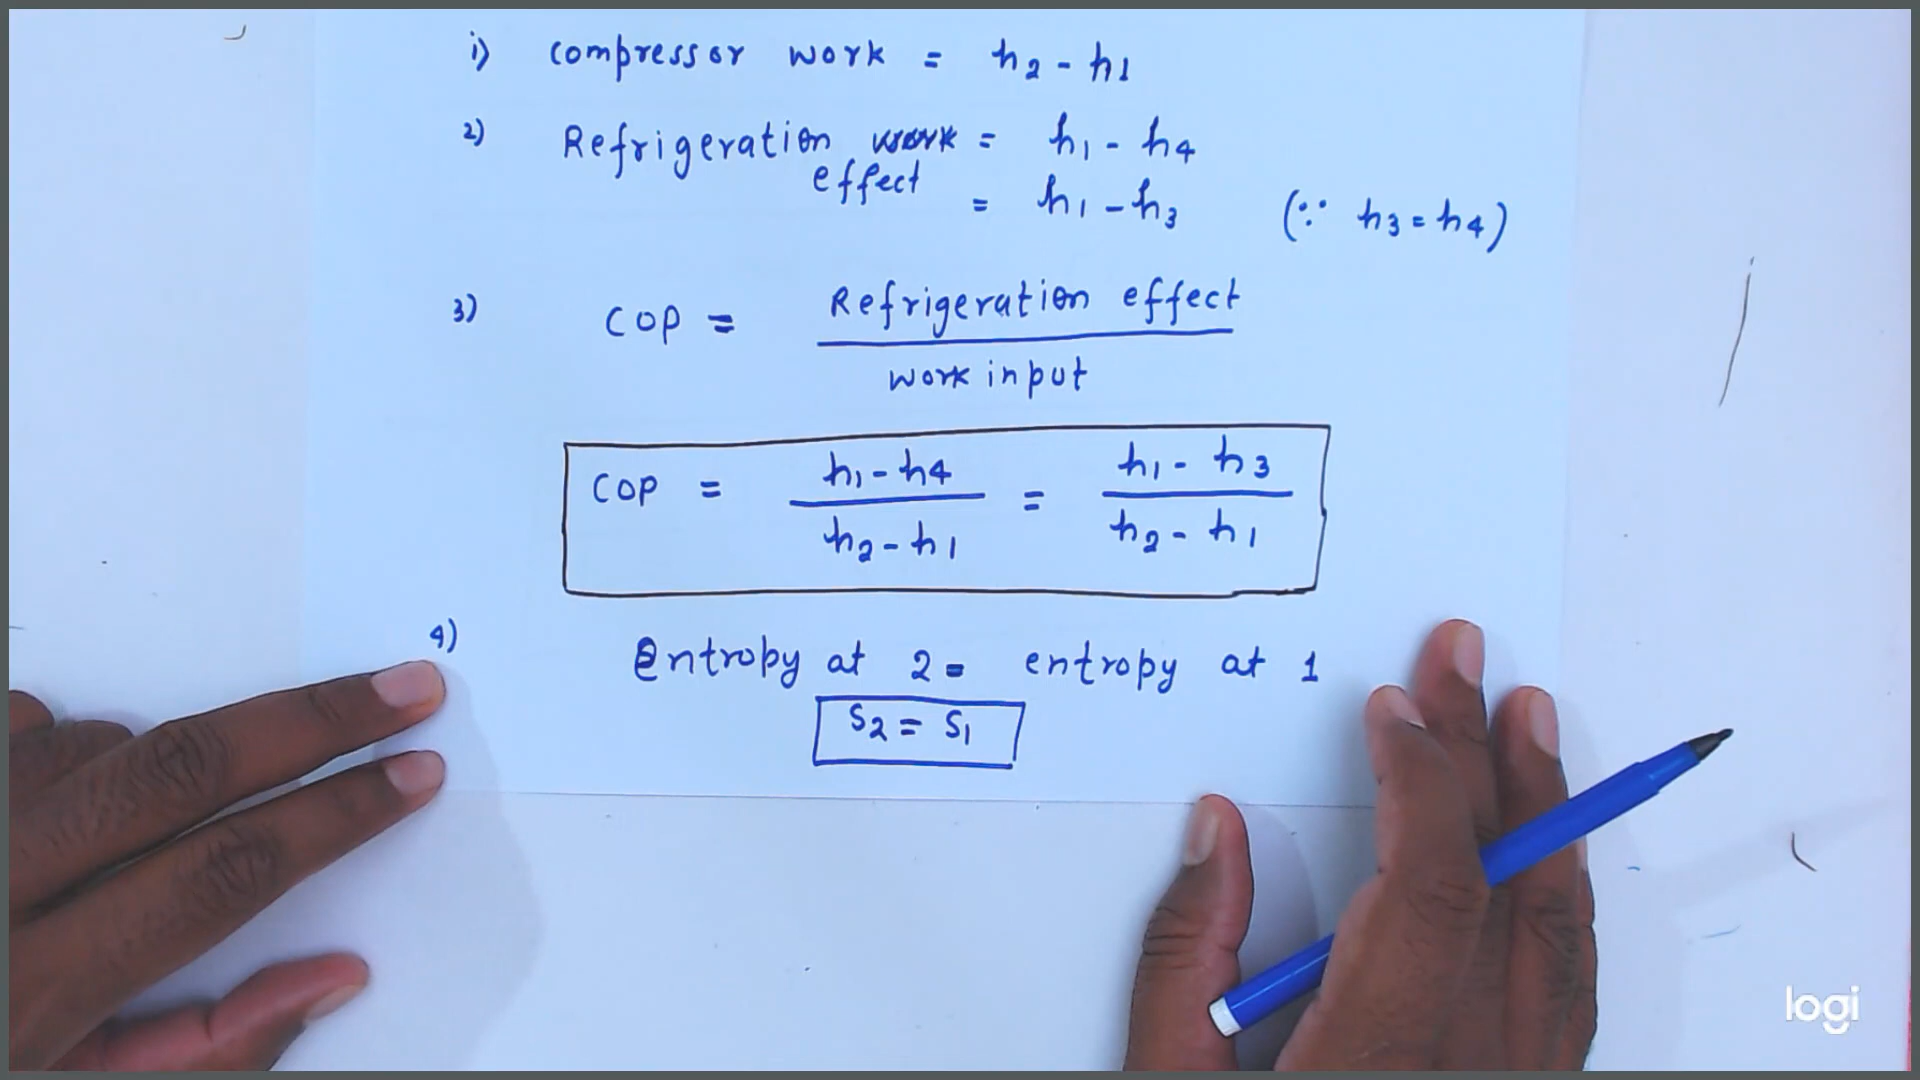 i) compressor work = h2 - h1
2) Refrigeration work = h1 - h4
effect = h1 - h3 (∵ h3 = h4)
3) COP = Refrigeration effect
work input
COP = h1 - h4 = h1 - h3
h2 - h1 h2 - h1
4) Entropy at 2 = entropy at 1
S2 = S1
logi